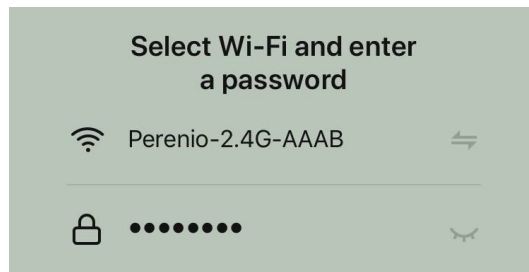 Select Wi-Fi and enter
a password
Perenio-2.4G-AAAB
••••••••